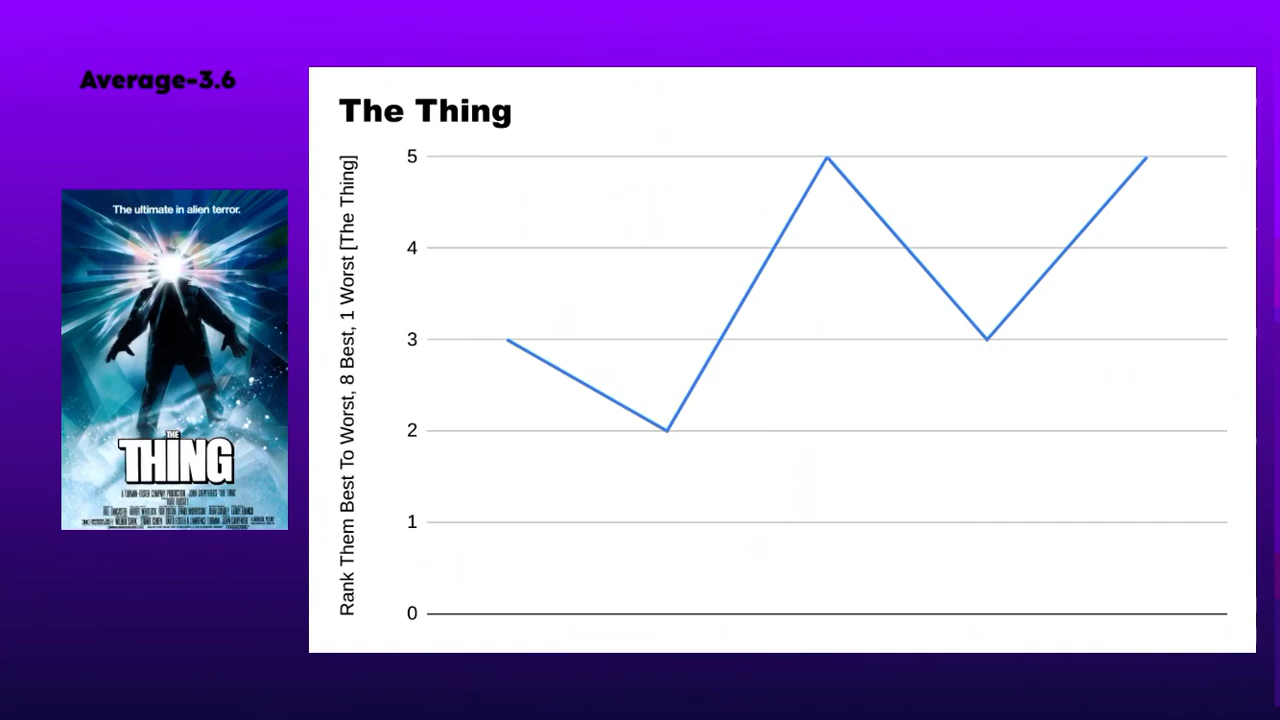 Average-3.6
The Thing
Rank Them Best To Worst, 8 Best, 1 Worst [The Thing]
5
4
3
2
1
0
The ultimate in alien terror.
THE
THING